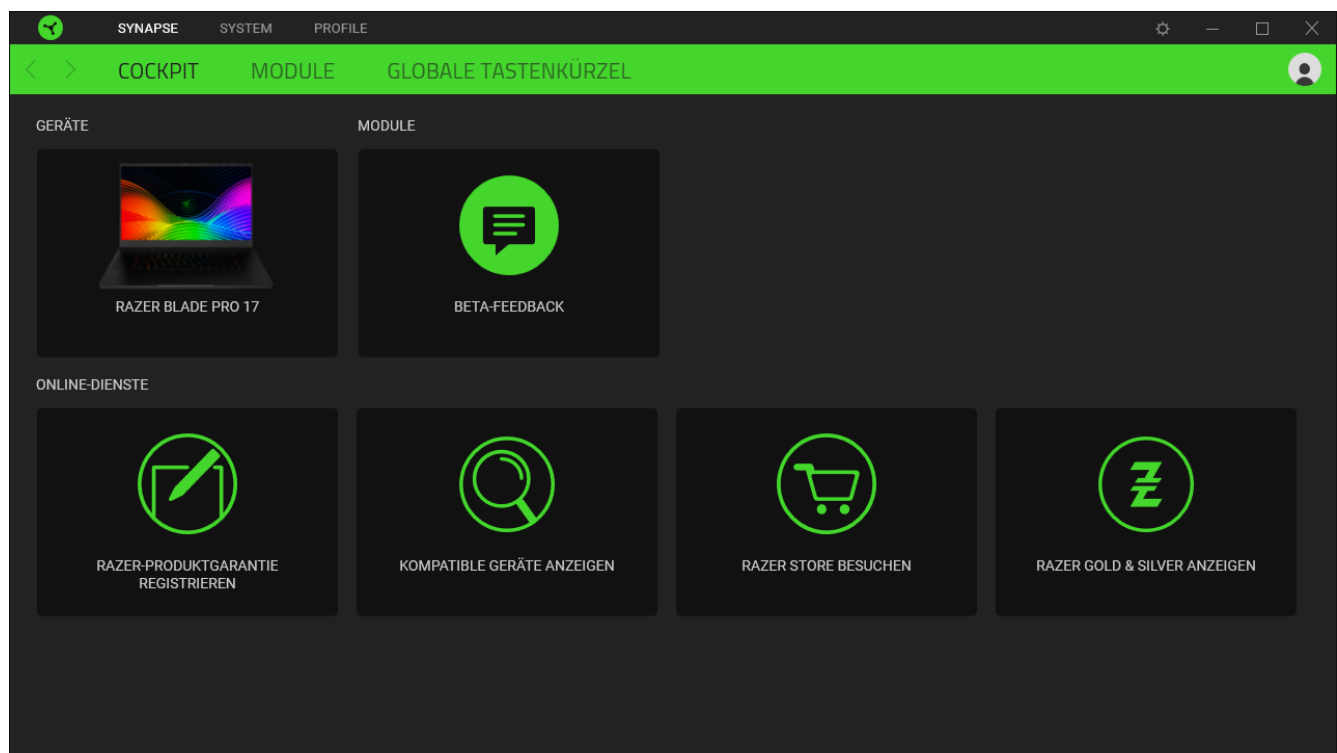 SYNAPSE SYSTEM PROFILE
COCKPIT MODULE GLOBALE TASTENKÜRZEL
GERÄTE MODULE
RAZER BLADE PRO 17 BETA-FEEDBACK
ONLINE-DIENSTE
RAZER-PRODUKTGARANTIE
REGISTRIEREN
KOMPATIBLE GERÄTE ANZEIGEN
RAZER STORE BESUCHEN
RAZER GOLD & SILVER ANZEIGEN